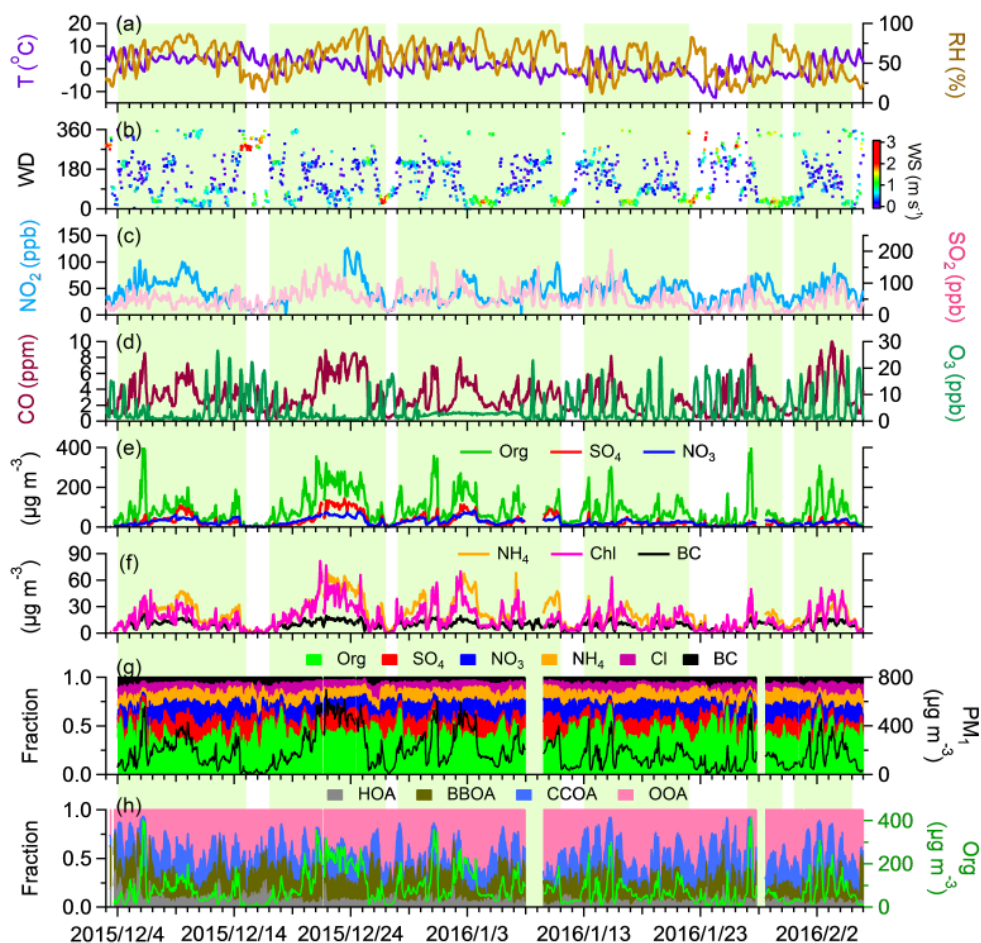 (a)
20
10
0
-10
T (°C)
100
50
0
RH (%)
(b)
360
180
0
WD
3
2
1
0
WS (m s⁻¹)
(c)
150
100
50
0
NO₂ (ppb)
200
100
0
SO₂ (ppb)
(d)
10
8
6
4
2
0
CO (ppm)
30
20
10
0
O₃ (ppb)
(e)
Org SO₄ NO₃
400
200
0
(µg m⁻³)
(f)
NH₄ Chl BC
90
60
30
0
(µg m⁻³)
Org SO₄ NO₃ NH₄ Cl BC
(g)
1.0
0.5
0.0
Fraction
800
400
0
PM₁
(µg m⁻³)
HOA BBOA CCOA OOA
(h)
1.0
0.5
0.0
Fraction
400
200
0
Org
(µg m⁻³)
2015/12/4 2015/12/14 2015/12/24 2016/1/3 2016/1/13 2016/1/23 2016/2/2